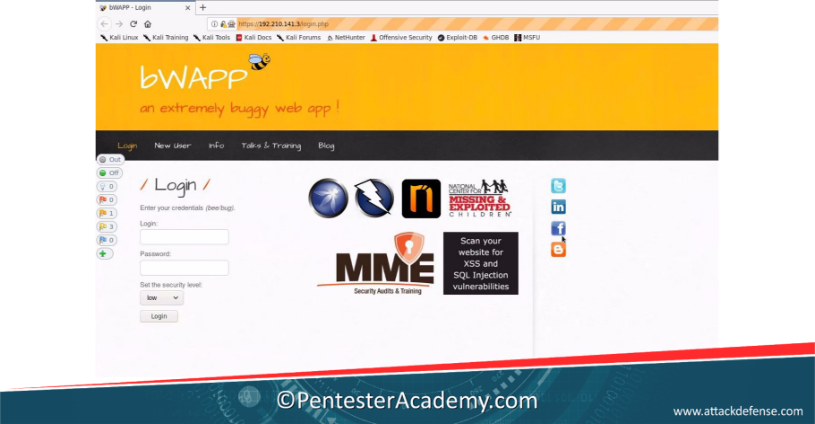 bWAPP - Login
https://192.210.141.3/login.php
Kali Linux Kali Training Kali Tools Kali Docs Kali Forums NetHunter Offensive Security Exploit-DB GHDB MSFU
bWAPP
an extremely buggy web app !
Login New User Info Talks & Training Blog
Out
Off
0
0
1
3
0
/ Login /
Enter your credentials (bee/bug).
Login:
Password:
Set the security level:
low
Login
NATIONAL
CENTER FOR
MISSING &
EXPLOITED
CHILDREN
MME
Security Audits & Training
Scan your
website for
XSS and
SQL Injection
vulnerabilities
©PentesterAcademy.com
www.attackdefense.com